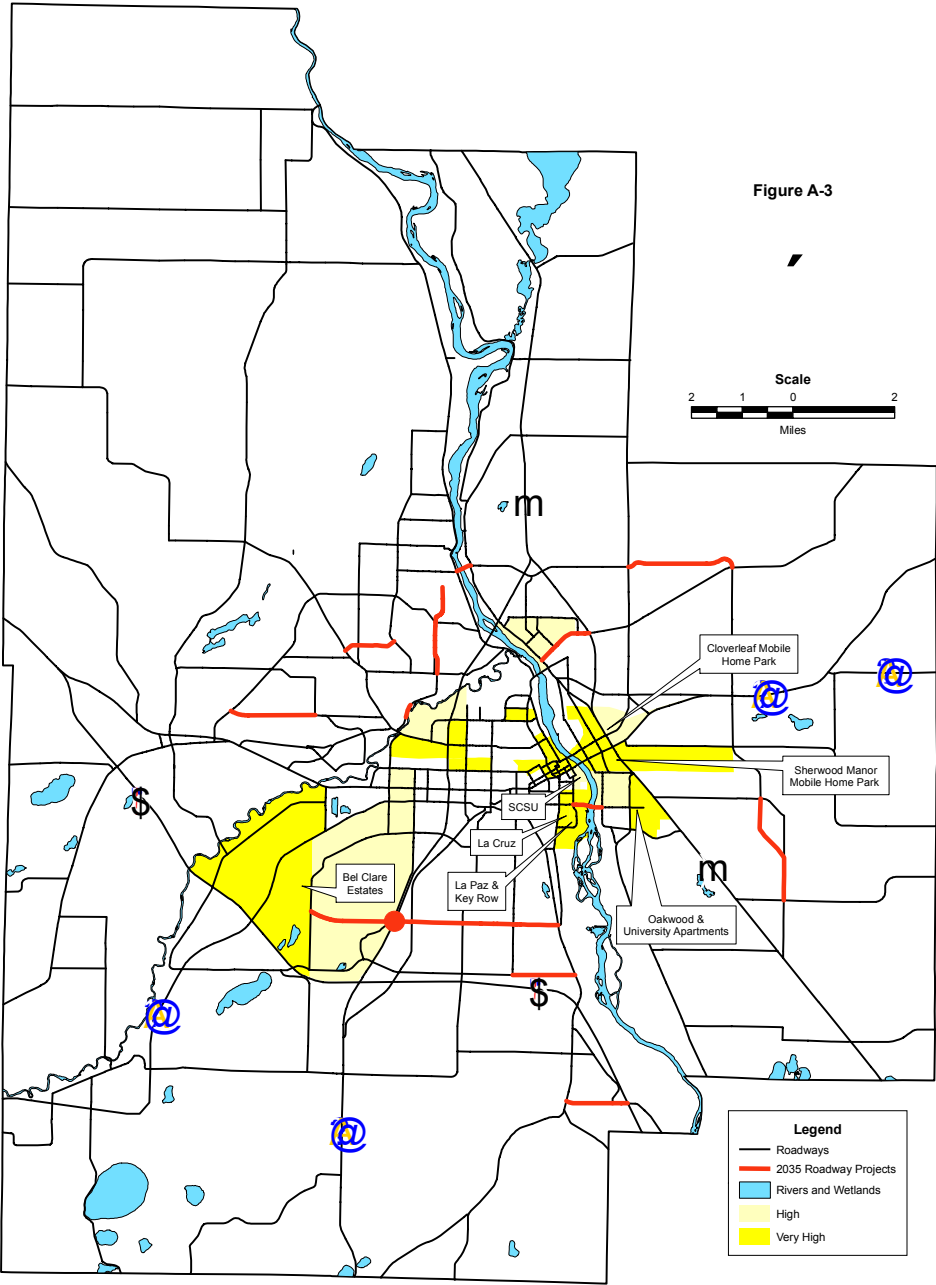 Figure A-3
Scale
2 1 0 2
Miles
m
Cloverleaf Mobile
Home Park
@
@
Sherwood Manor
Mobile Home Park
$
SCSU
La Cruz
m
Bel Clare
Estates
La Paz &
Key Row
Oakwood &
University Apartments
$
@
@
Legend
Roadways
2035 Roadway Projects
Rivers and Wetlands
High
Very High